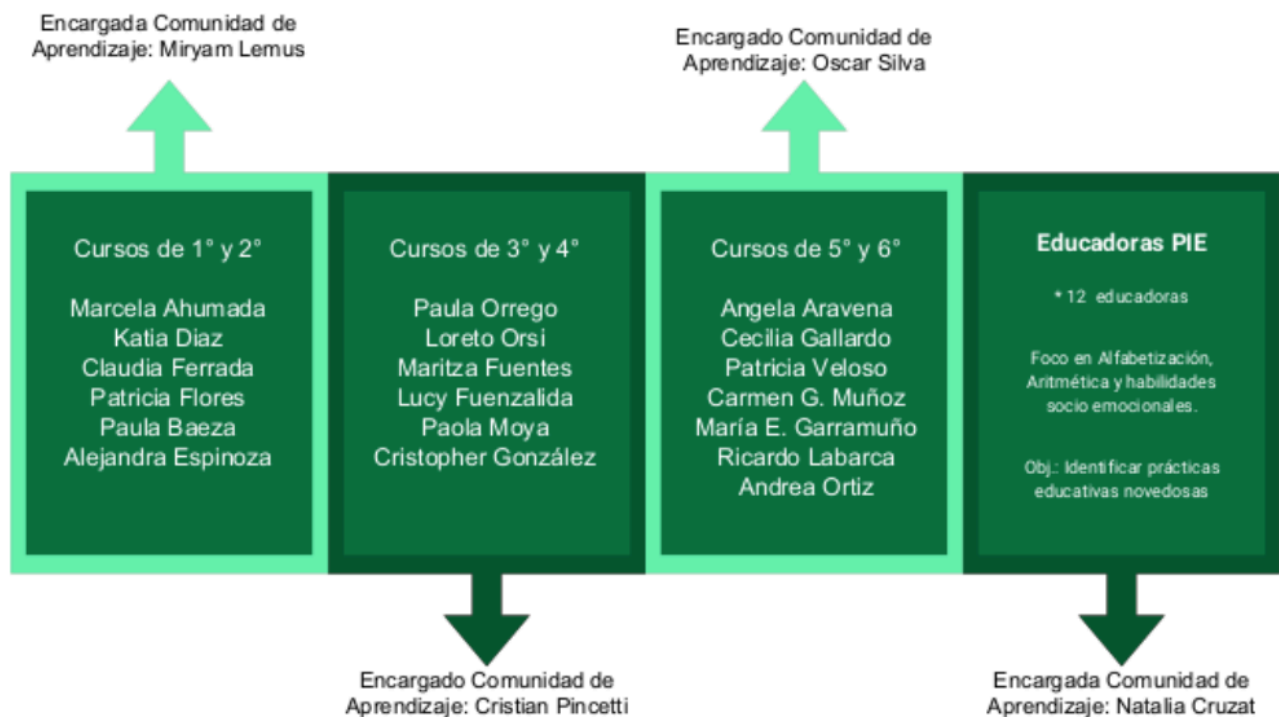 Encargada Comunidad de
Aprendizaje: Miryam Lemus
Encargado Comunidad de
Aprendizaje: Oscar Silva
Cursos de 1° y 2°
Marcela Ahumada
Katia Diaz
Claudia Ferrada
Patricia Flores
Paula Baeza
Alejandra Espinoza
Cursos de 3° y 4°
Paula Orrego
Loreto Orsi
Maritza Fuentes
Lucy Fuenzalida
Paola Moya
Cristopher González
Cursos de 5° y 6°
Angela Aravena
Cecilia Gallardo
Patricia Veloso
Carmen G. Muñoz
María E. Garramuño
Ricardo Labarca
Andrea Ortiz
Educadoras PIE
* 12 educadoras
Foco en Alfabetización,
Aritmética y habilidades
socio emocionales.
Obj.: Identificar prácticas
educativas novedosas
Encargado Comunidad de
Aprendizaje: Cristian Pincetti
Encargada Comunidad de
Aprendizaje: Natalia Cruzat